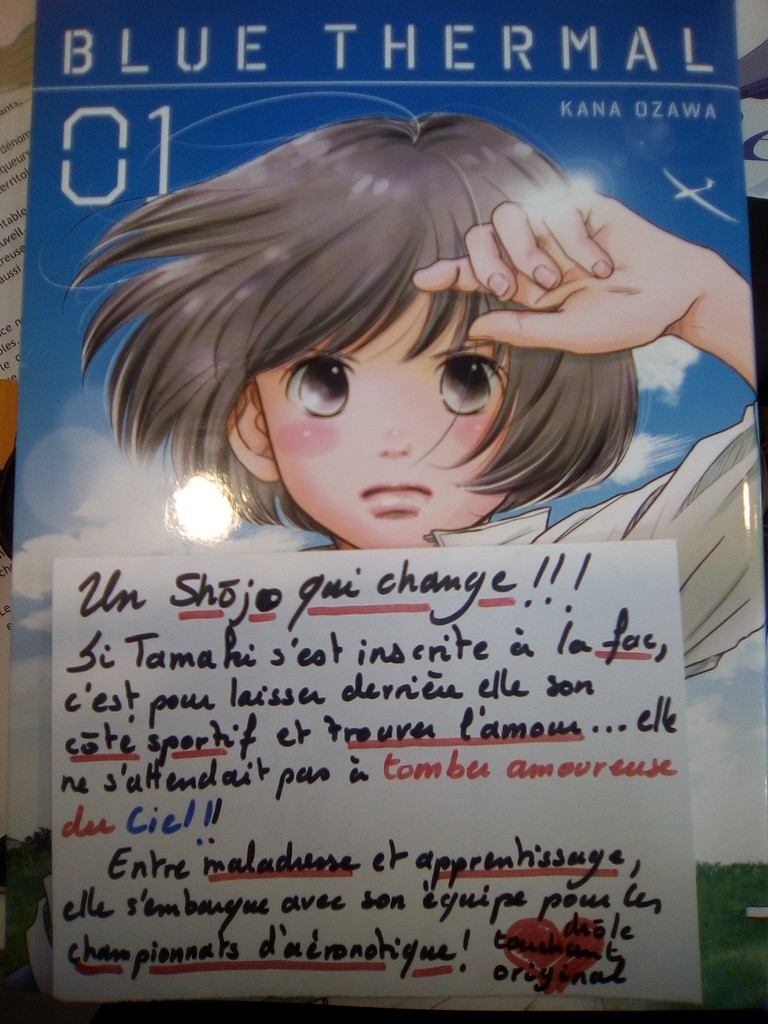 BLUE THERMAL
01
KANA OZAWA
Un Shōjo qui change !!!
Si Tamaki s'est inscrite à la fac,
c'est pour laisser derrière elle son
côté sportif et trouver l'amour... elle
ne s'attendait pas à tomber amoureuse
du Ciel !!
Entre maladresse et apprentissage,
elle s'embarque avec son équipe pour les
championnats d'aéronotique !
drôle
touchant
original